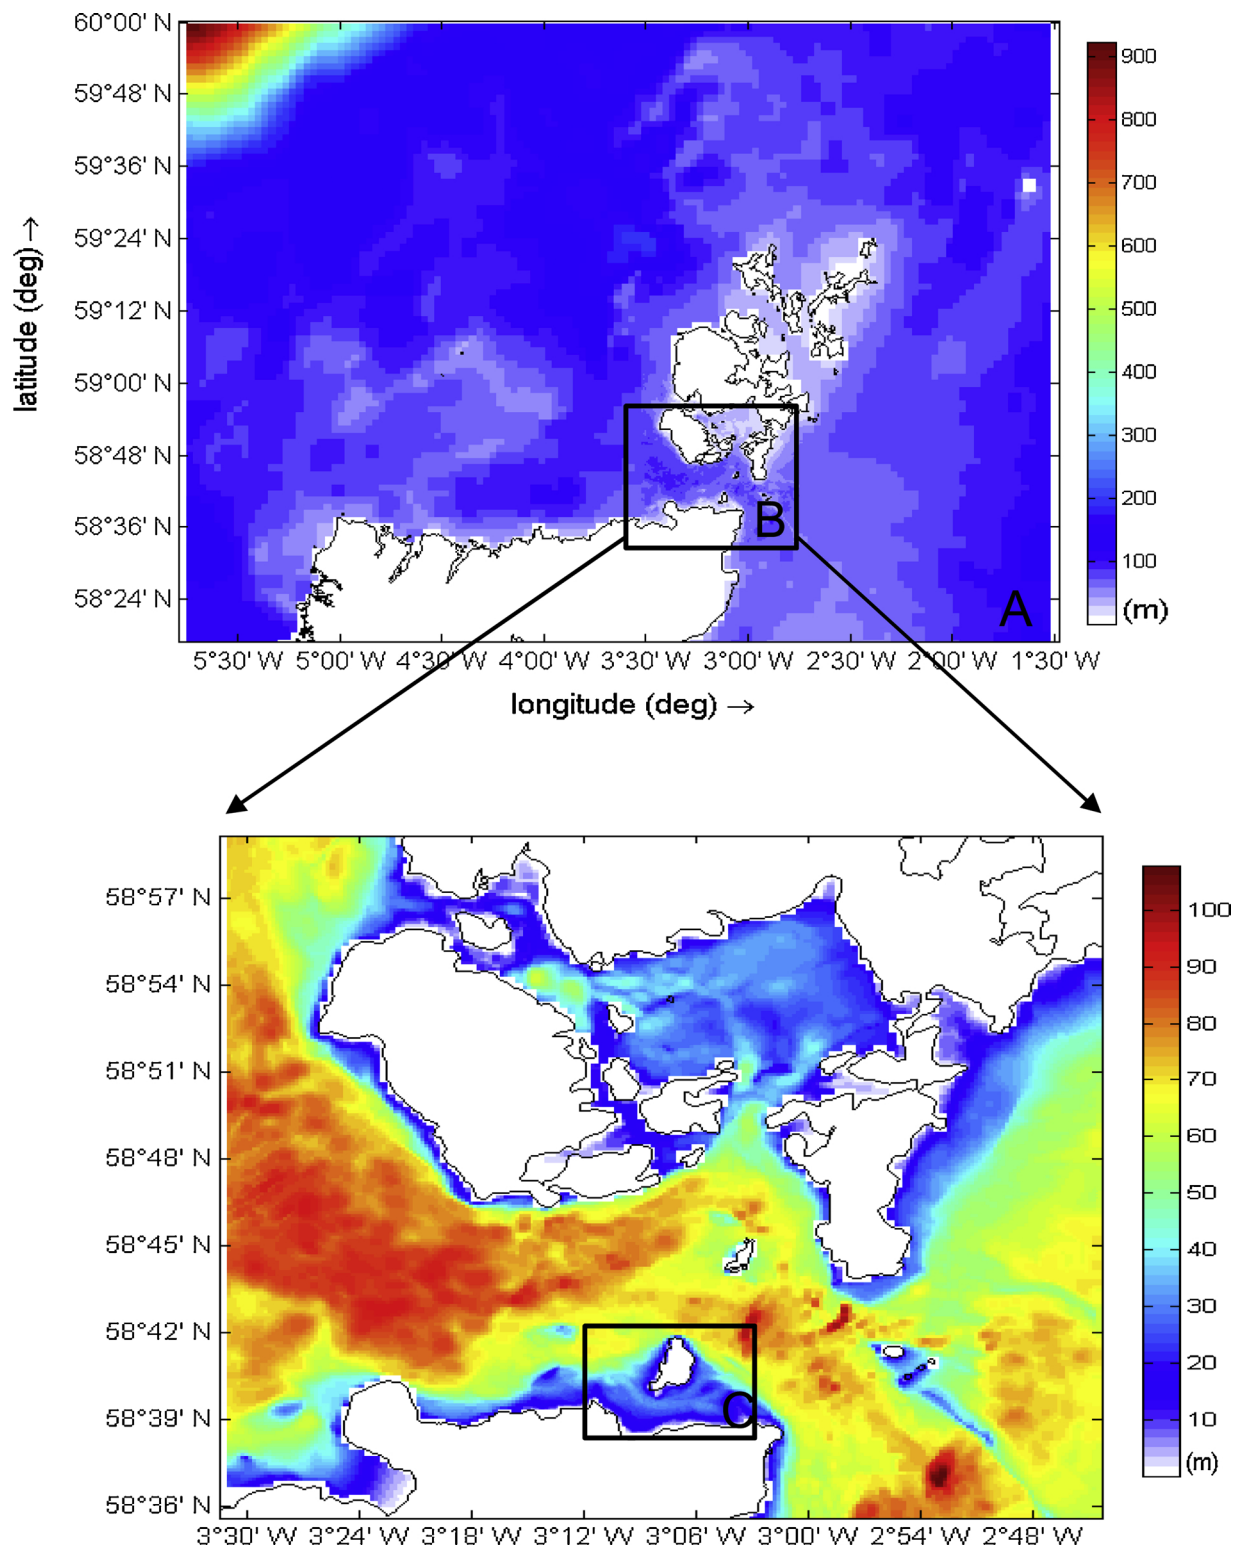 60°00' N
59°48' N
59°36' N
59°24' N
59°12' N
59°00' N
58°48' N
58°36' N
58°24' N
latitude (deg) →
900
800
700
600
500
400
300
200
100
(m)
B
A
5°30' W 5°00' W 4°30' W 4°00' W 3°30' W 3°00' W 2°30' W 2°00' W 1°30' W
longitude (deg) →
58°57' N
58°54' N
58°51' N
58°48' N
58°45' N
58°42' N
58°39' N
58°36' N
100
90
80
70
60
50
40
30
20
10
(m)
C
3°30' W 3°24' W 3°18' W 3°12' W 3°06' W 3°00' W 2°54' W 2°48' W